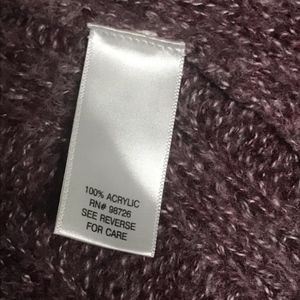 100% ACRYLIC
RN# 98726
SEE REVERSE
FOR CARE